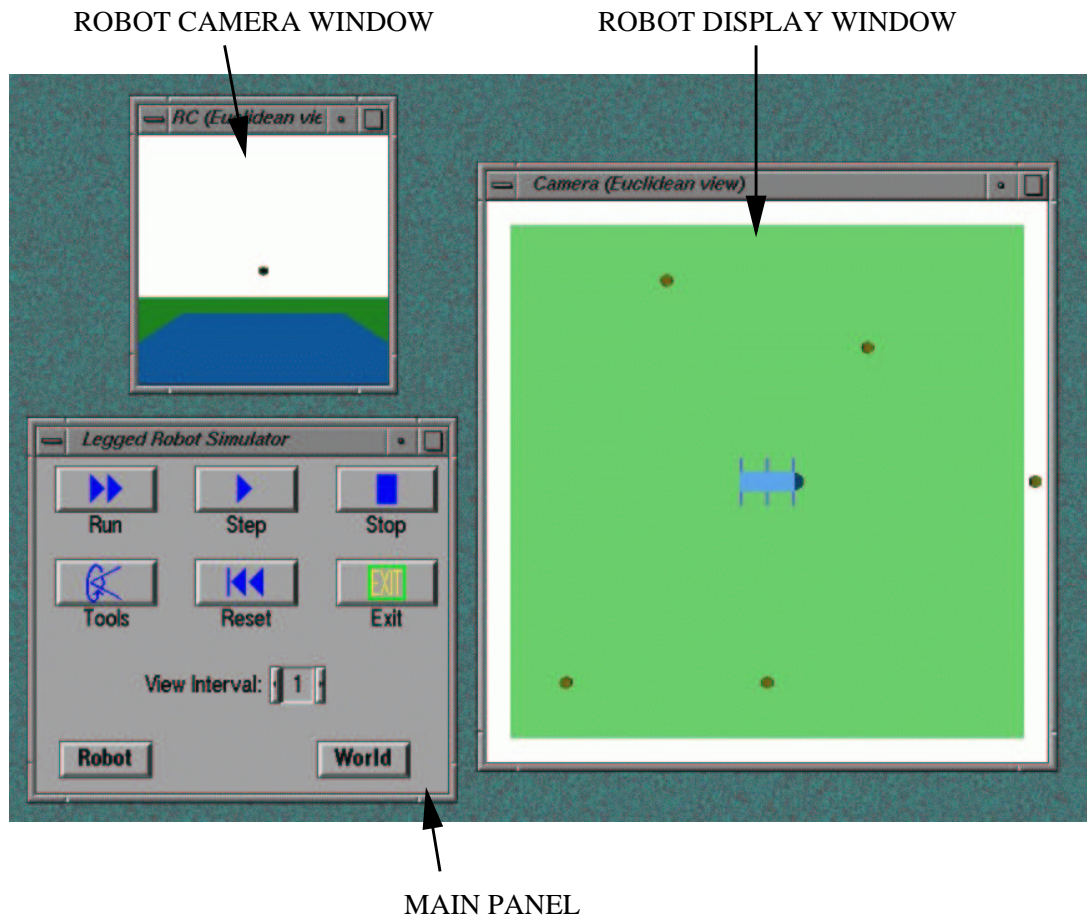 ROBOT CAMERA WINDOW
ROBOT DISPLAY WINDOW
RC (Euclidean vie
Camera (Euclidean view)
Legged Robot Simulator
Run
Step
Stop
EXIT
Tools
Reset
Exit
View Interval: 1
Robot
World
MAIN PANEL